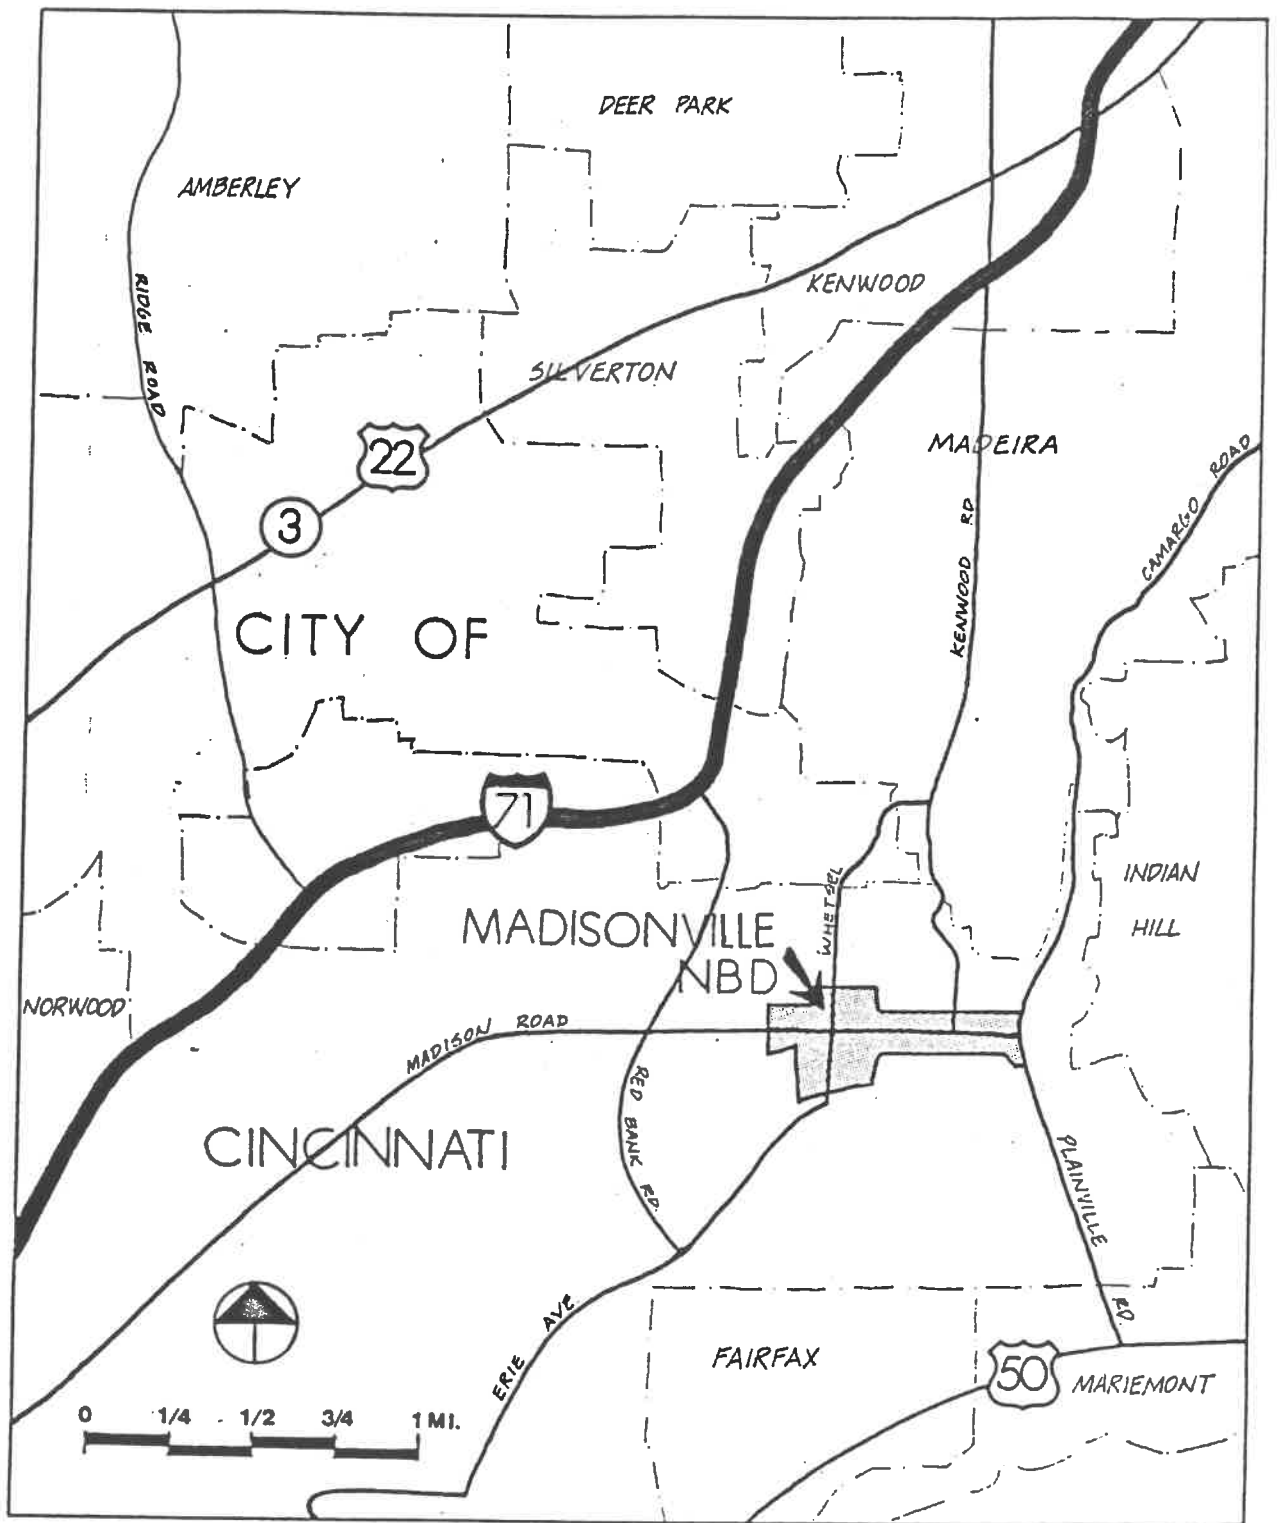 DEER PARK
AMBERLEY
RIDGE ROAD
KENWOOD
SILVERTON
22
3
MADEIRA
CAMARGO ROAD
KENWOOD RD
CITY OF
71
WHETSEL
INDIAN
HILL
MADISONVILLE
NBD
NORWOOD
MADISON ROAD
RED BANK RD.
CINCINNATI
PLAINVILLE RD.
ERIE AVE.
FAIRFAX
50
MARIEMONT
0 1/4 1/2 3/4 1 MI.